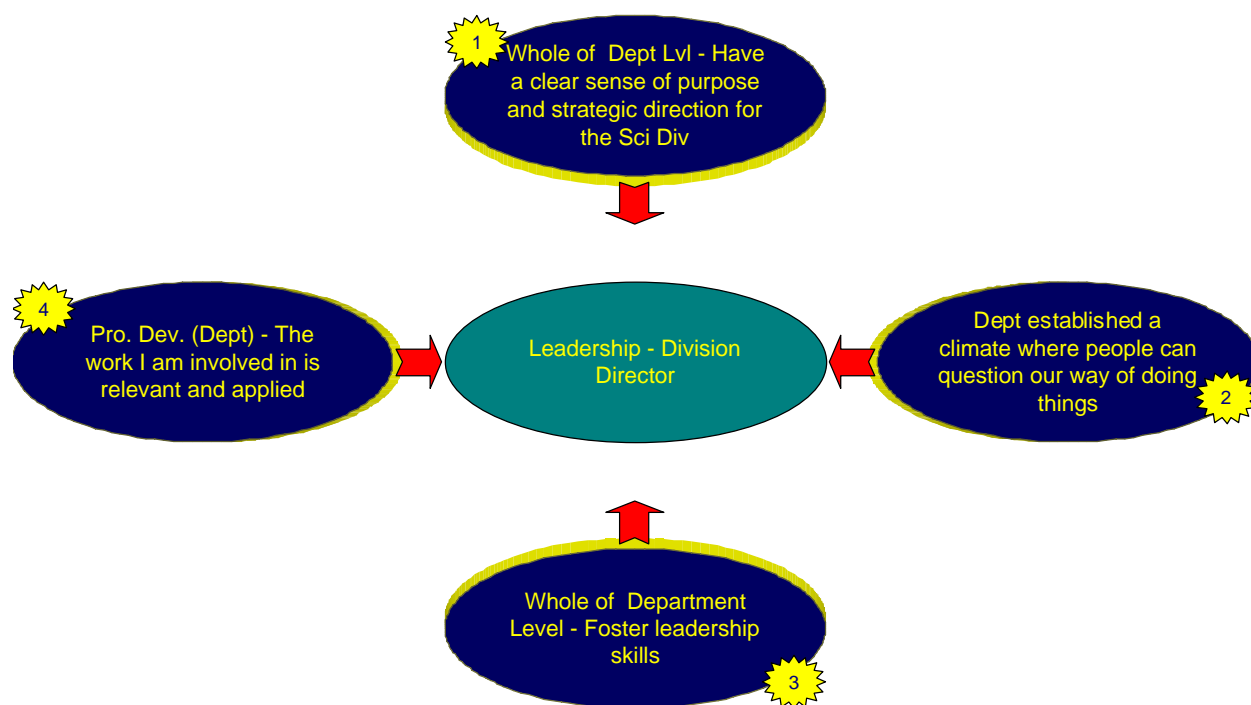 1
Whole of  Dept Lvl - Have
a clear sense of purpose
and strategic direction for
the Sci Div
4
Pro. Dev. (Dept) - The
work I am involved in is
relevant and applied
Leadership - Division
Director
Dept established a
climate where people can
question our way of doing
things
2
Whole of  Department
Level - Foster leadership
skills
3